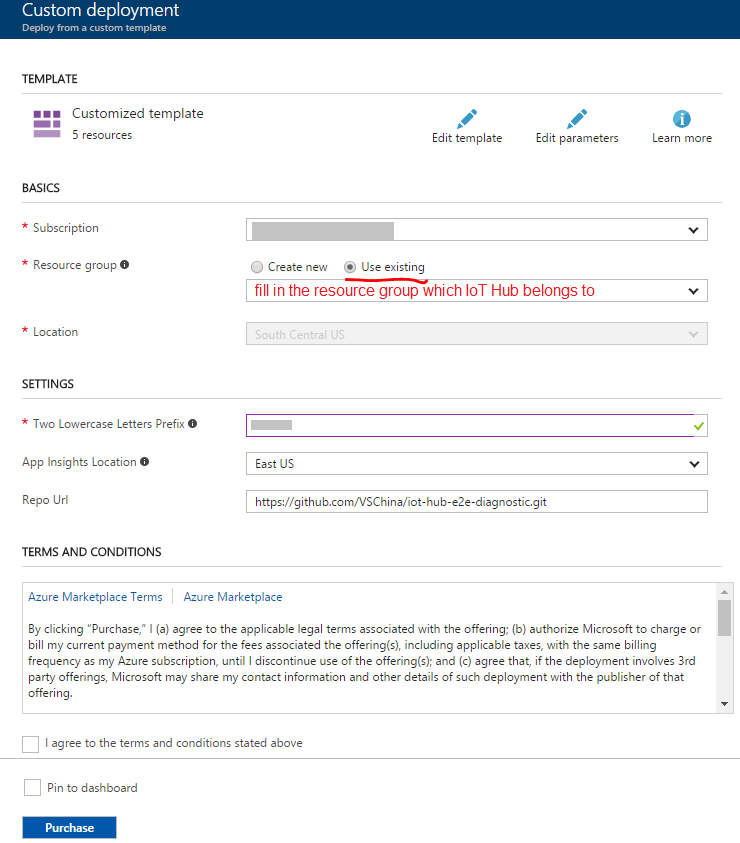 Custom deployment
Deploy from a custom template
TEMPLATE
Customized template
5 resources
Edit template
Edit parameters
Learn more
BASICS
* Subscription
* Resource group
Create new
Use existing
fill in the resource group which IoT Hub belongs to
* Location
South Central US
SETTINGS
* Two Lowercase Letters Prefix
App Insights Location
East US
Repo Url
https://github.com/VSChina/iot-hub-e2e-diagnostic.git
TERMS AND CONDITIONS
Azure Marketplace Terms
Azure Marketplace
By clicking “Purchase,” I (a) agree to the applicable legal terms associated with the offering; (b) authorize Microsoft to charge or
bill my current payment method for the fees associated the offering(s), including applicable taxes, with the same billing
frequency as my Azure subscription, until I discontinue use of the offering(s); and (c) agree that, if the deployment involves 3rd
party offerings, Microsoft may share my contact information and other details of such deployment with the publisher of that
offering.
I agree to the terms and conditions stated above
Pin to dashboard
Purchase